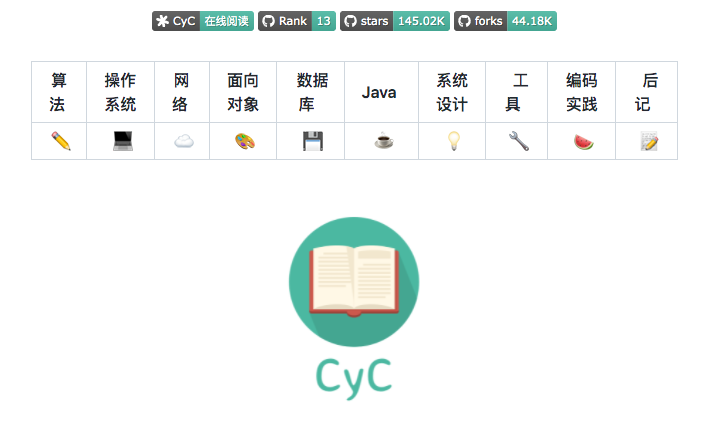 CyC 在线阅读 Rank 13 stars 145.02K forks 44.18K
算法 操作系统 网络 面向对象 数据库 Java 系统设计 工具 编码实践 后记
CyC